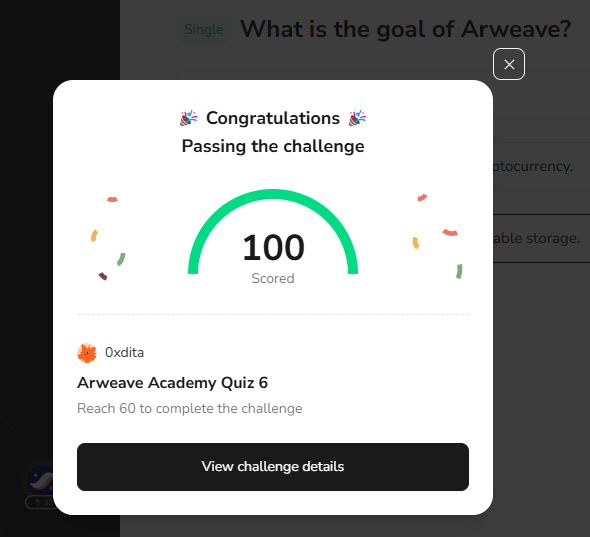 Single What is the goal of Arweave?
Congratulations
Passing the challenge
ptocurrency.
able storage.
100
Scored
0xdita
Arweave Academy Quiz 6
Reach 60 to complete the challenge
View challenge details